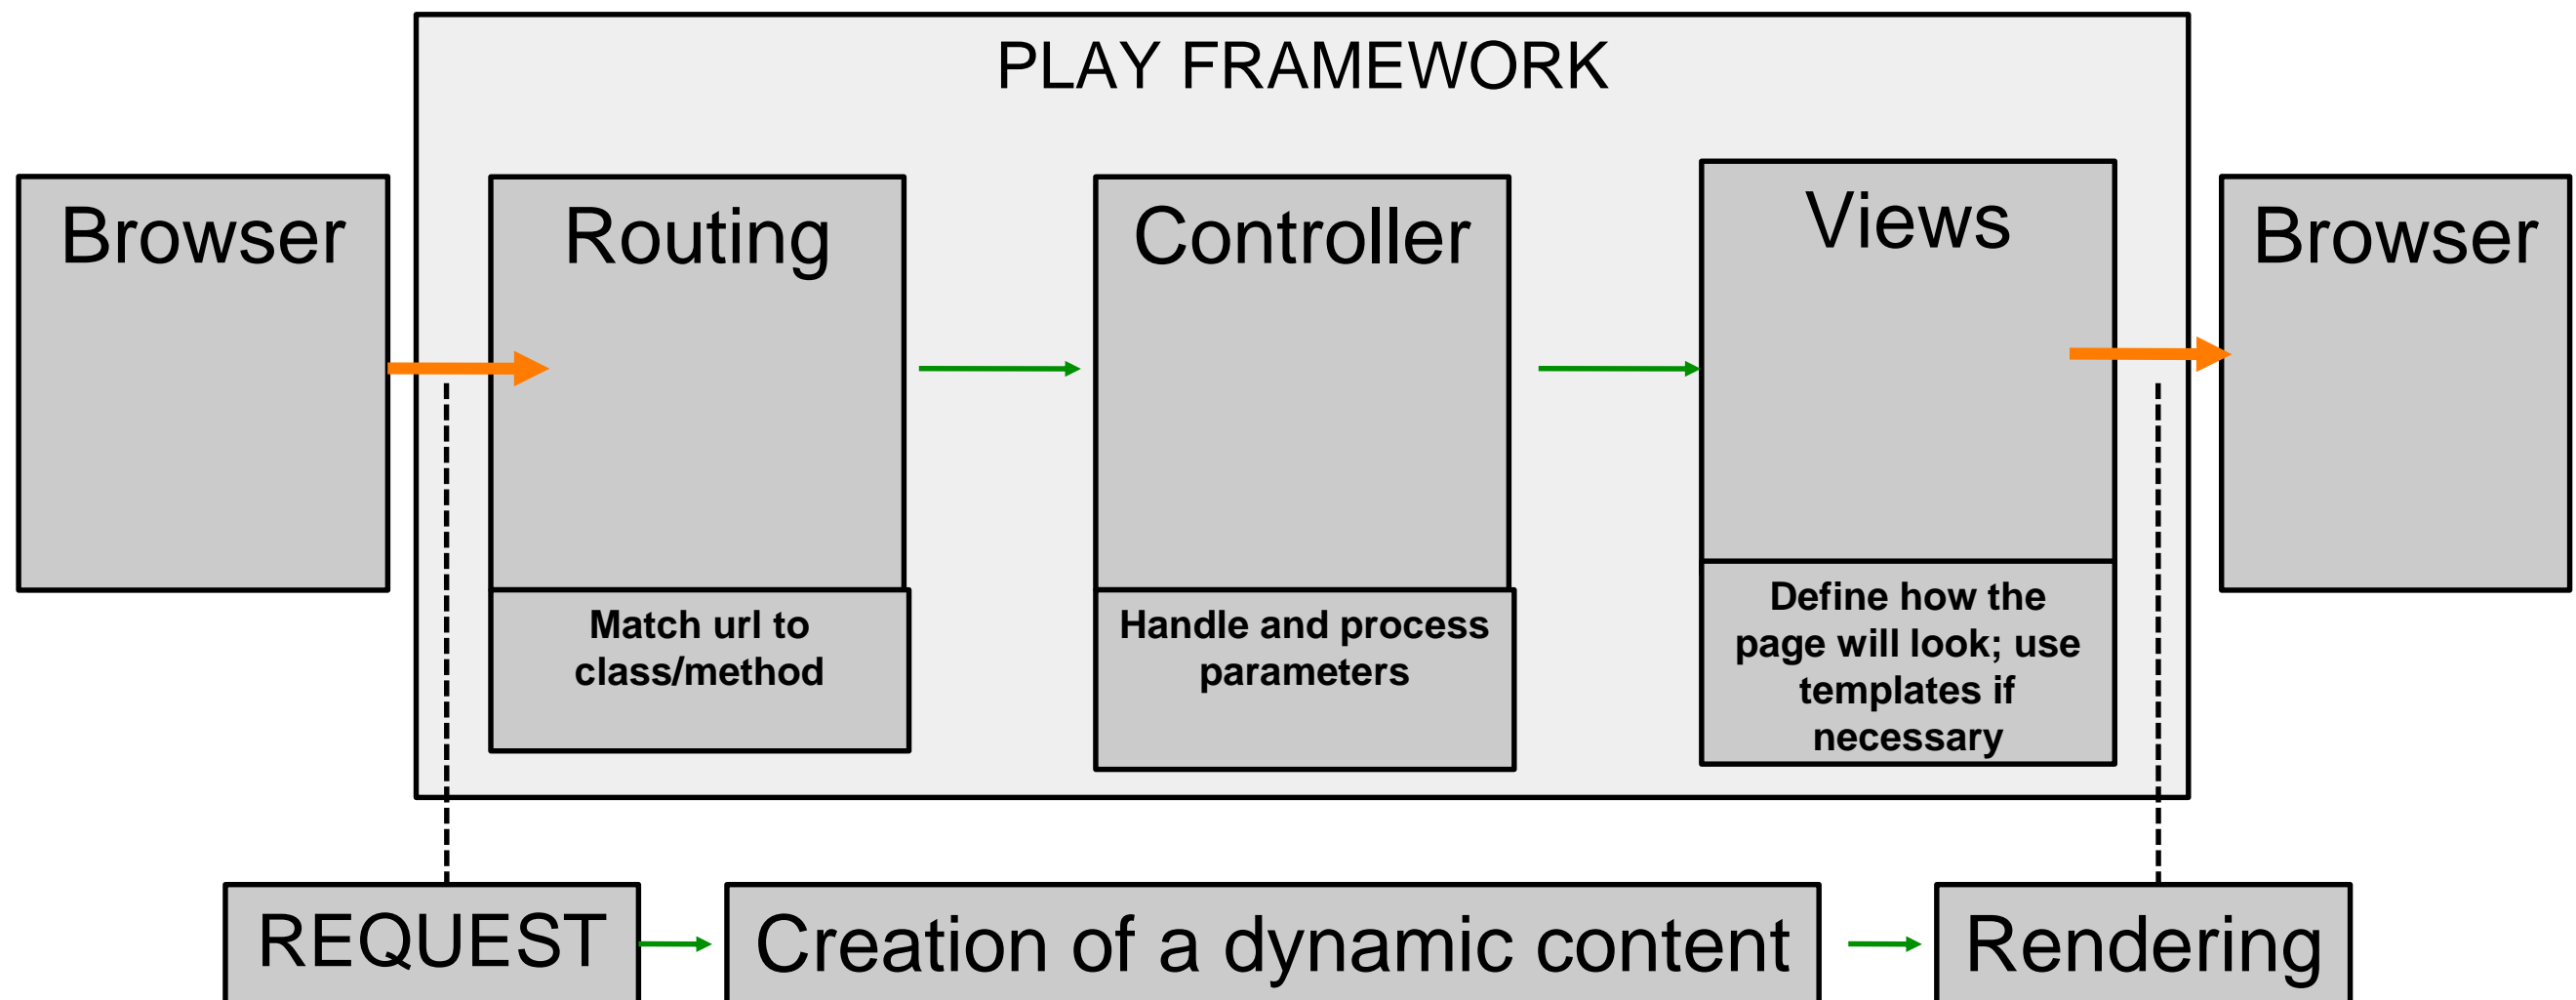 PLAY FRAMEWORK
Browser
Routing
Controller
Views
Browser
Match url to
class/method
Handle and process
parameters
Define how the
page will look; use
templates if
necessary
REQUEST
Creation of a dynamic content
Rendering